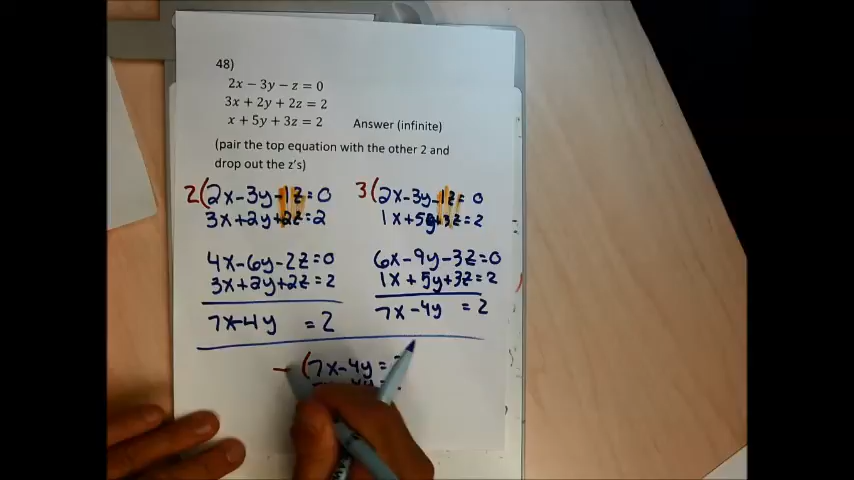 48)
2x − 3y − z = 0
3x + 2y + 2z = 2
x + 5y + 3z = 2 Answer (infinite)
(pair the top equation with the other 2 and
drop out the z's)
2(2x-3y-1z=0
3x+2y+2z=2
3(2x-3y-1z=0
1x+5y+3z=2
4x-6y-2z=0
3x+2y+2z=2
7x-4y =2
6x-9y-3z=0
1x+5y+3z=2
7x-4y =2
-(7x-4y=